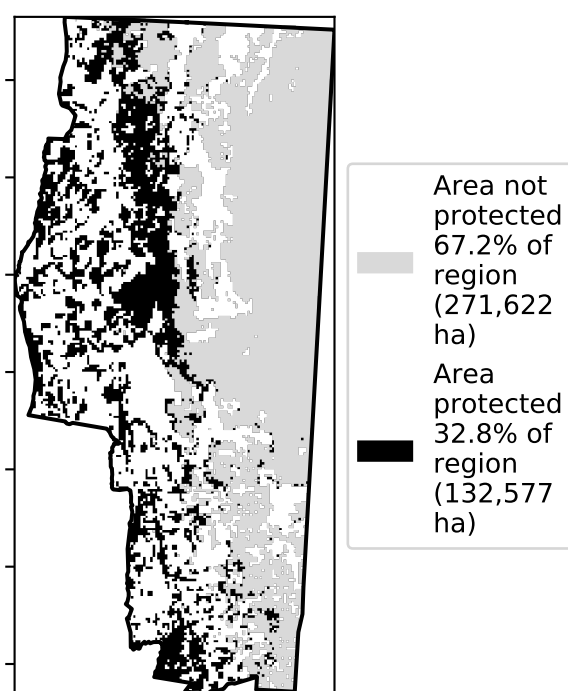 Area not
protected
67.2% of
region
(271,622
ha)
Area
protected
32.8% of
region
(132,577
ha)